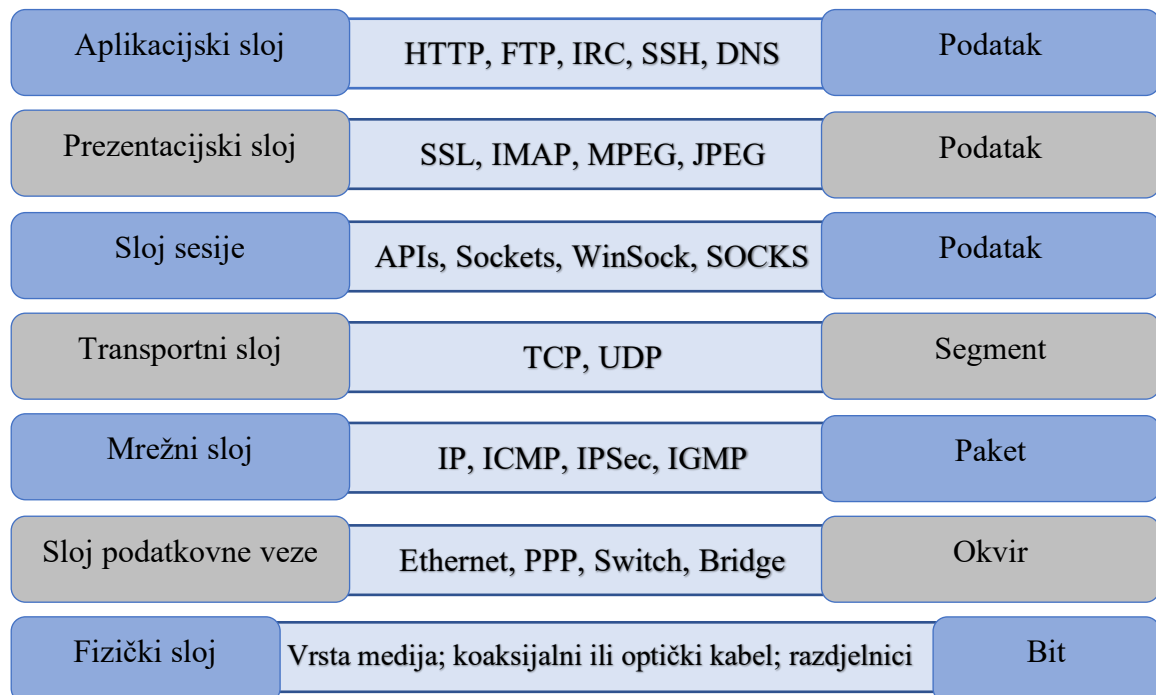 Aplikacijski sloj HTTP, FTP, IRC, SSH, DNS Podatak
Prezentacijski sloj SSL, IMAP, MPEG, JPEG Podatak
Sloj sesije APIs, Sockets, WinSock, SOCKS Podatak
Transportni sloj TCP, UDP Segment
Mrežni sloj IP, ICMP, IPSec, IGMP Paket
Sloj podatkovne veze Ethernet, PPP, Switch, Bridge Okvir
Fizički sloj Vrsta medija; koaksijalni ili optički kabel; razdjelnici Bit